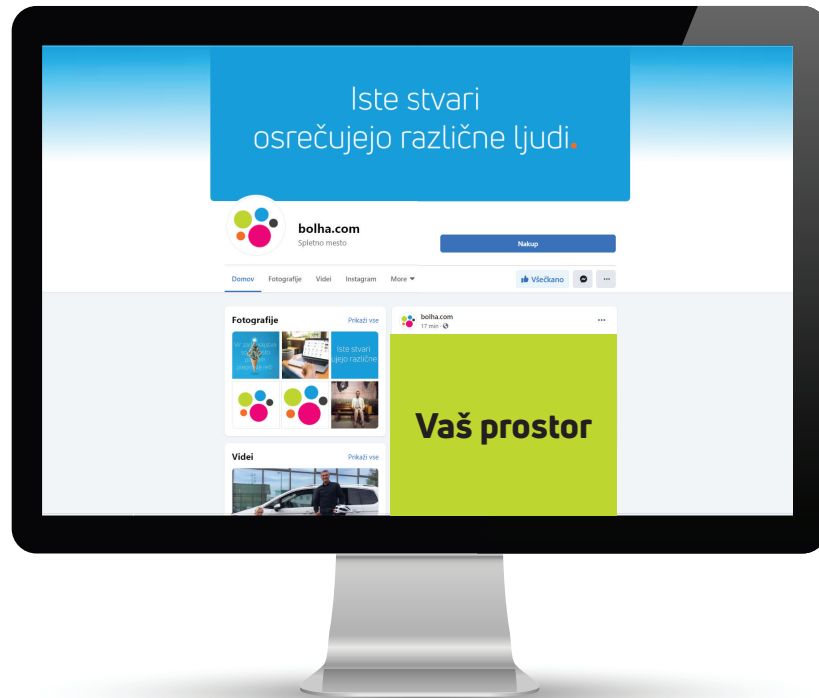 Iste stvari
osrečujejo različne ljudi.
bolha.com
Spletno mesto
Nakup
Domov Fotografije Videi Instagram More
Všečkano
Fotografije Prikaži vse
Iste stvari
ujejo različne
bolha.com
17 min
Vaš prostor
Videi Prikaži vse